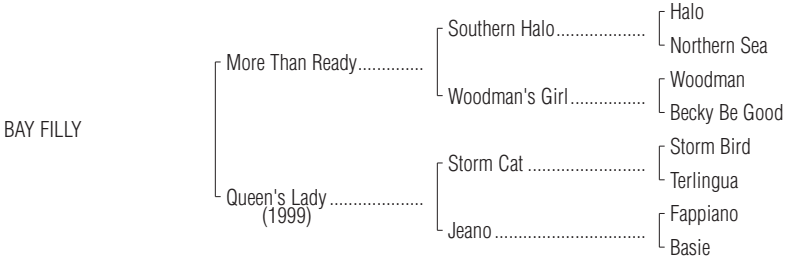 Halo
Southern Halo...................
Northern Sea
More Than Ready..............
Woodman
Woodman's Girl................
Becky Be Good
BAY FILLY
Storm Bird
Storm Cat .........................
Terlingua
Queen's Lady ....................
(1999)
Fappiano
Jeano ................................
Basie